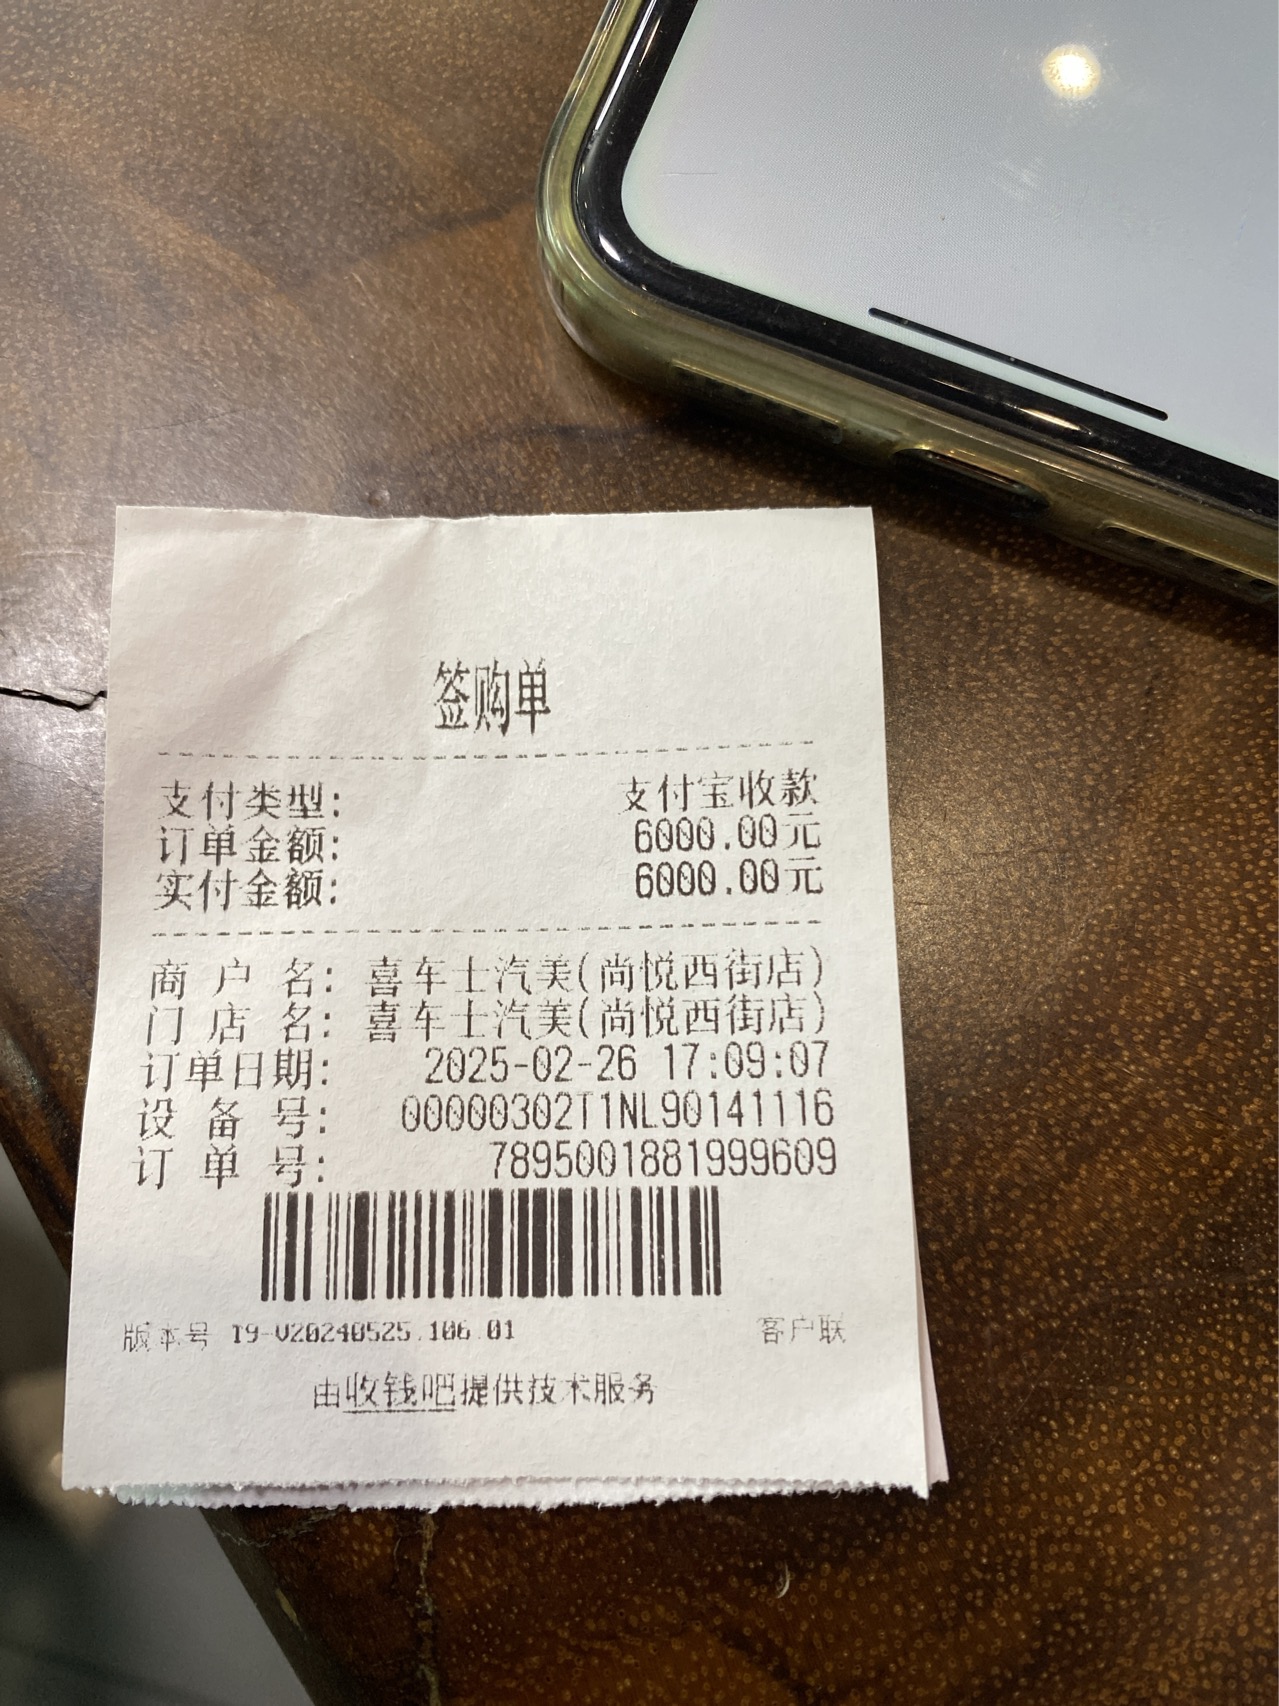 签购单
支付类型: 支付宝收款
订单金额: 6000.00元
实付金额: 6000.00元
商户名: 喜车士汽美(尚悦西街店)
门店名: 喜车士汽美(尚悦西街店)
订单日期: 2025-02-26 17:09:07
设备号: 00000302T1NL90141116
订单号: 7895001881999609
版本号 T9-V20240525.106.01 客户联
由收钱吧提供技术服务